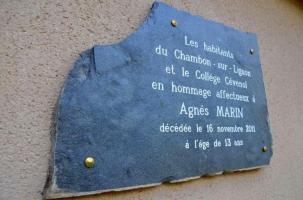 Les habitants
du Chambon-sur-Lignon
et le Collège Cévenol
en hommage affectueux à
Agnès MARIN
décédée le 16 novembre 2011
à l'âge de 13 ans